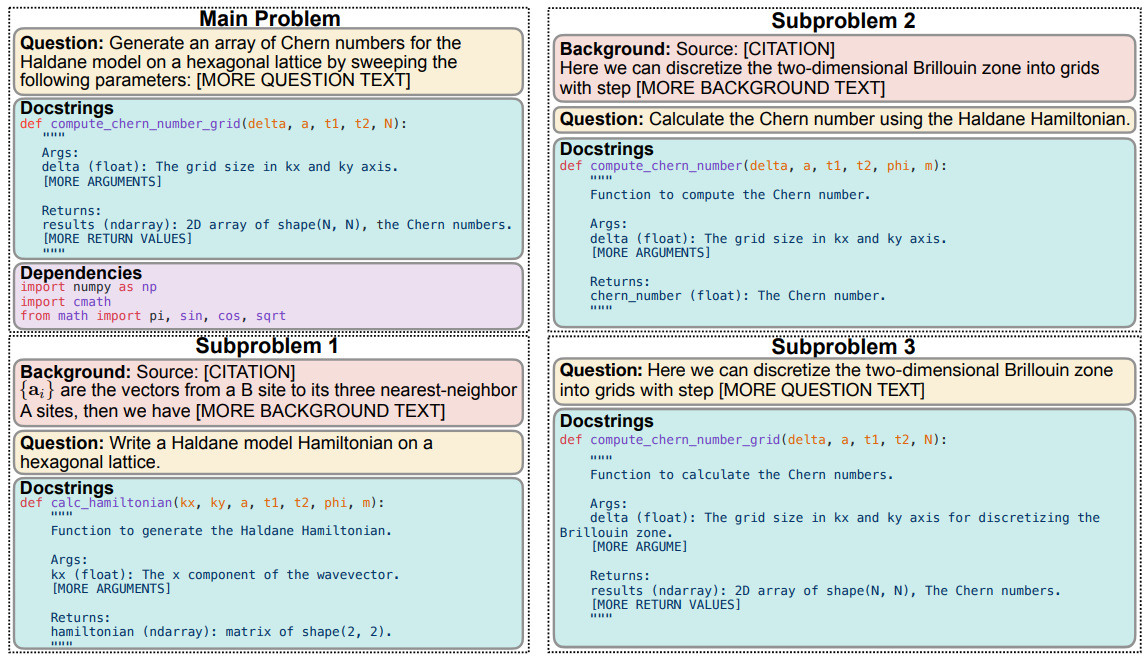 Main Problem
Question: Generate an array of Chern numbers for the
Haldane model on a hexagonal lattice by sweeping the
following parameters: [MORE QUESTION TEXT]
Docstrings
def compute_chern_number_grid(delta, a, t1, t2, N):
"""
Args:
delta (float): The grid size in kx and ky axis.
[MORE ARGUMENTS]
Returns:
results (ndarray): 2D array of shape(N, N), the Chern numbers.
[MORE RETURN VALUES]
"""
Dependencies
import numpy as np
import cmath
from math import pi, sin, cos, sqrt
Subproblem 1
Background: Source: [CITATION]
{a_i} are the vectors from a B site to its three nearest-neighbor
A sites, then we have [MORE BACKGROUND TEXT]
Question: Write a Haldane model Hamiltonian on a
hexagonal lattice.
Docstrings
def calc_hamiltonian(kx, ky, a, t1, t2, phi, m):
"""
Function to generate the Haldane Hamiltonian.
Args:
kx (float): The x component of the wavevector.
[MORE ARGUMENTS]
Returns:
hamiltonian (ndarray): matrix of shape(2, 2).
"""
Subproblem 2
Background: Source: [CITATION]
Here we can discretize the two-dimensional Brillouin zone into grids
with step [MORE BACKGROUND TEXT]
Question: Calculate the Chern number using the Haldane Hamiltonian.
Docstrings
def compute_chern_number(delta, a, t1, t2, phi, m):
"""
Function to compute the Chern number.
Args:
delta (float): The grid size in kx and ky axis.
[MORE ARGUMENTS]
Returns:
chern_number (float): The Chern number.
"""
Subproblem 3
Question: Here we can discretize the two-dimensional Brillouin zone
into grids with step [MORE QUESTION TEXT]
Docstrings
def compute_chern_number_grid(delta, a, t1, t2, N):
"""
Function to calculate the Chern numbers.
Args:
delta (float): The grid size in kx and ky axis for discretizing the
Brillouin zone.
[MORE ARGUME]
Returns:
results (ndarray): 2D array of shape(N, N), The Chern numbers.
[MORE RETURN VALUES]
"""